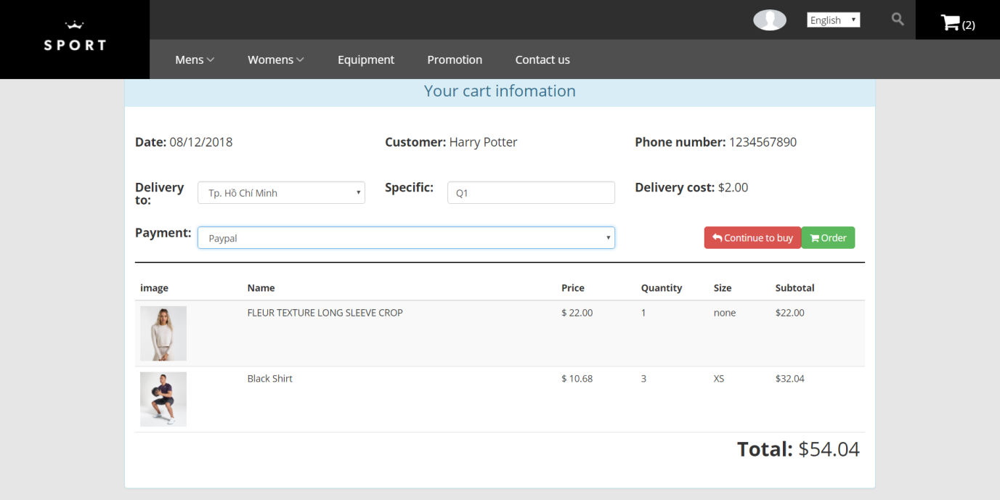 SPORT
English
(2)
Mens
Womens
Equipment
Promotion
Contact us
Your cart infomation
Date: 08/12/2018
Customer: Harry Potter
Phone number: 1234567890
Delivery to:
Tp. Hồ Chí Minh
Specific:
Q1
Delivery cost: $2.00
Payment:
Paypal
Continue to buy
Order
image Name Price Quantity Size Subtotal
FLEUR TEXTURE LONG SLEEVE CROP $ 22.00 1 none $22.00
Black Shirt $ 10.68 3 XS $32.04
Total: $54.04